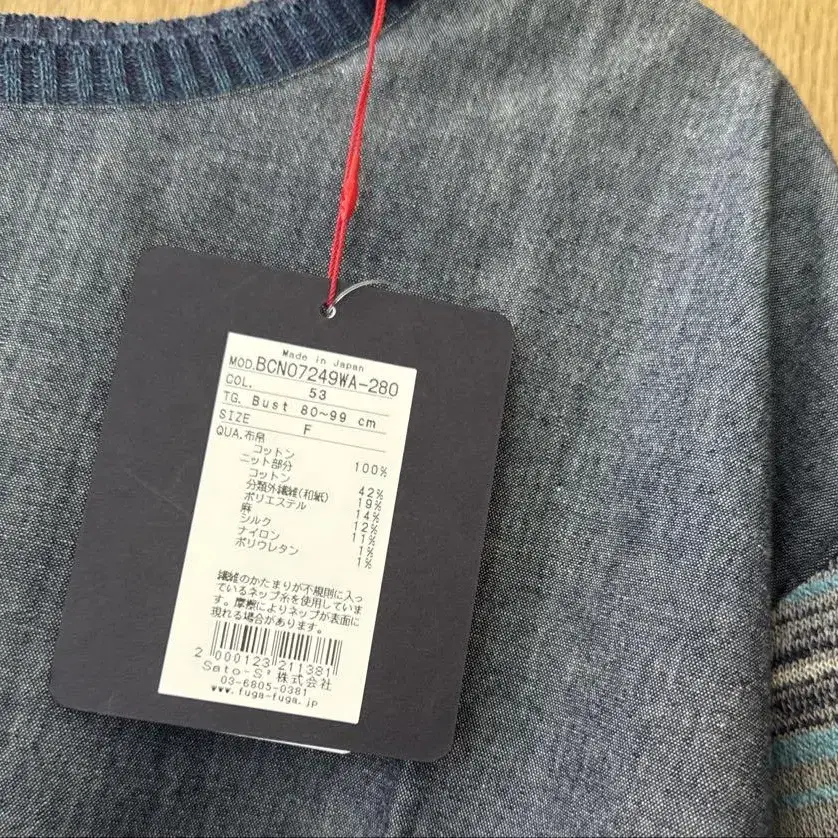 Made in Japan
MOD.BCN07249WA-280
COL. 53
TG. Bust 80~99 cm
SIZE F
QUA.布帛
コットン 100%
ニット部分
コットン 42%
分類外繊維(和紙) 19%
ポリエステル 14%
麻 12%
シルク 11%
ナイロン 1%
ポリウレタン 1%
繊維のかたまりが不規則に入っ
ているネップ糸を使用していま
す。摩擦によりネップが表面に
現れる場合があります。
2 000123 211381
Sato-S³株式会社
03-6805-0381
www.fuga-fuga.jp